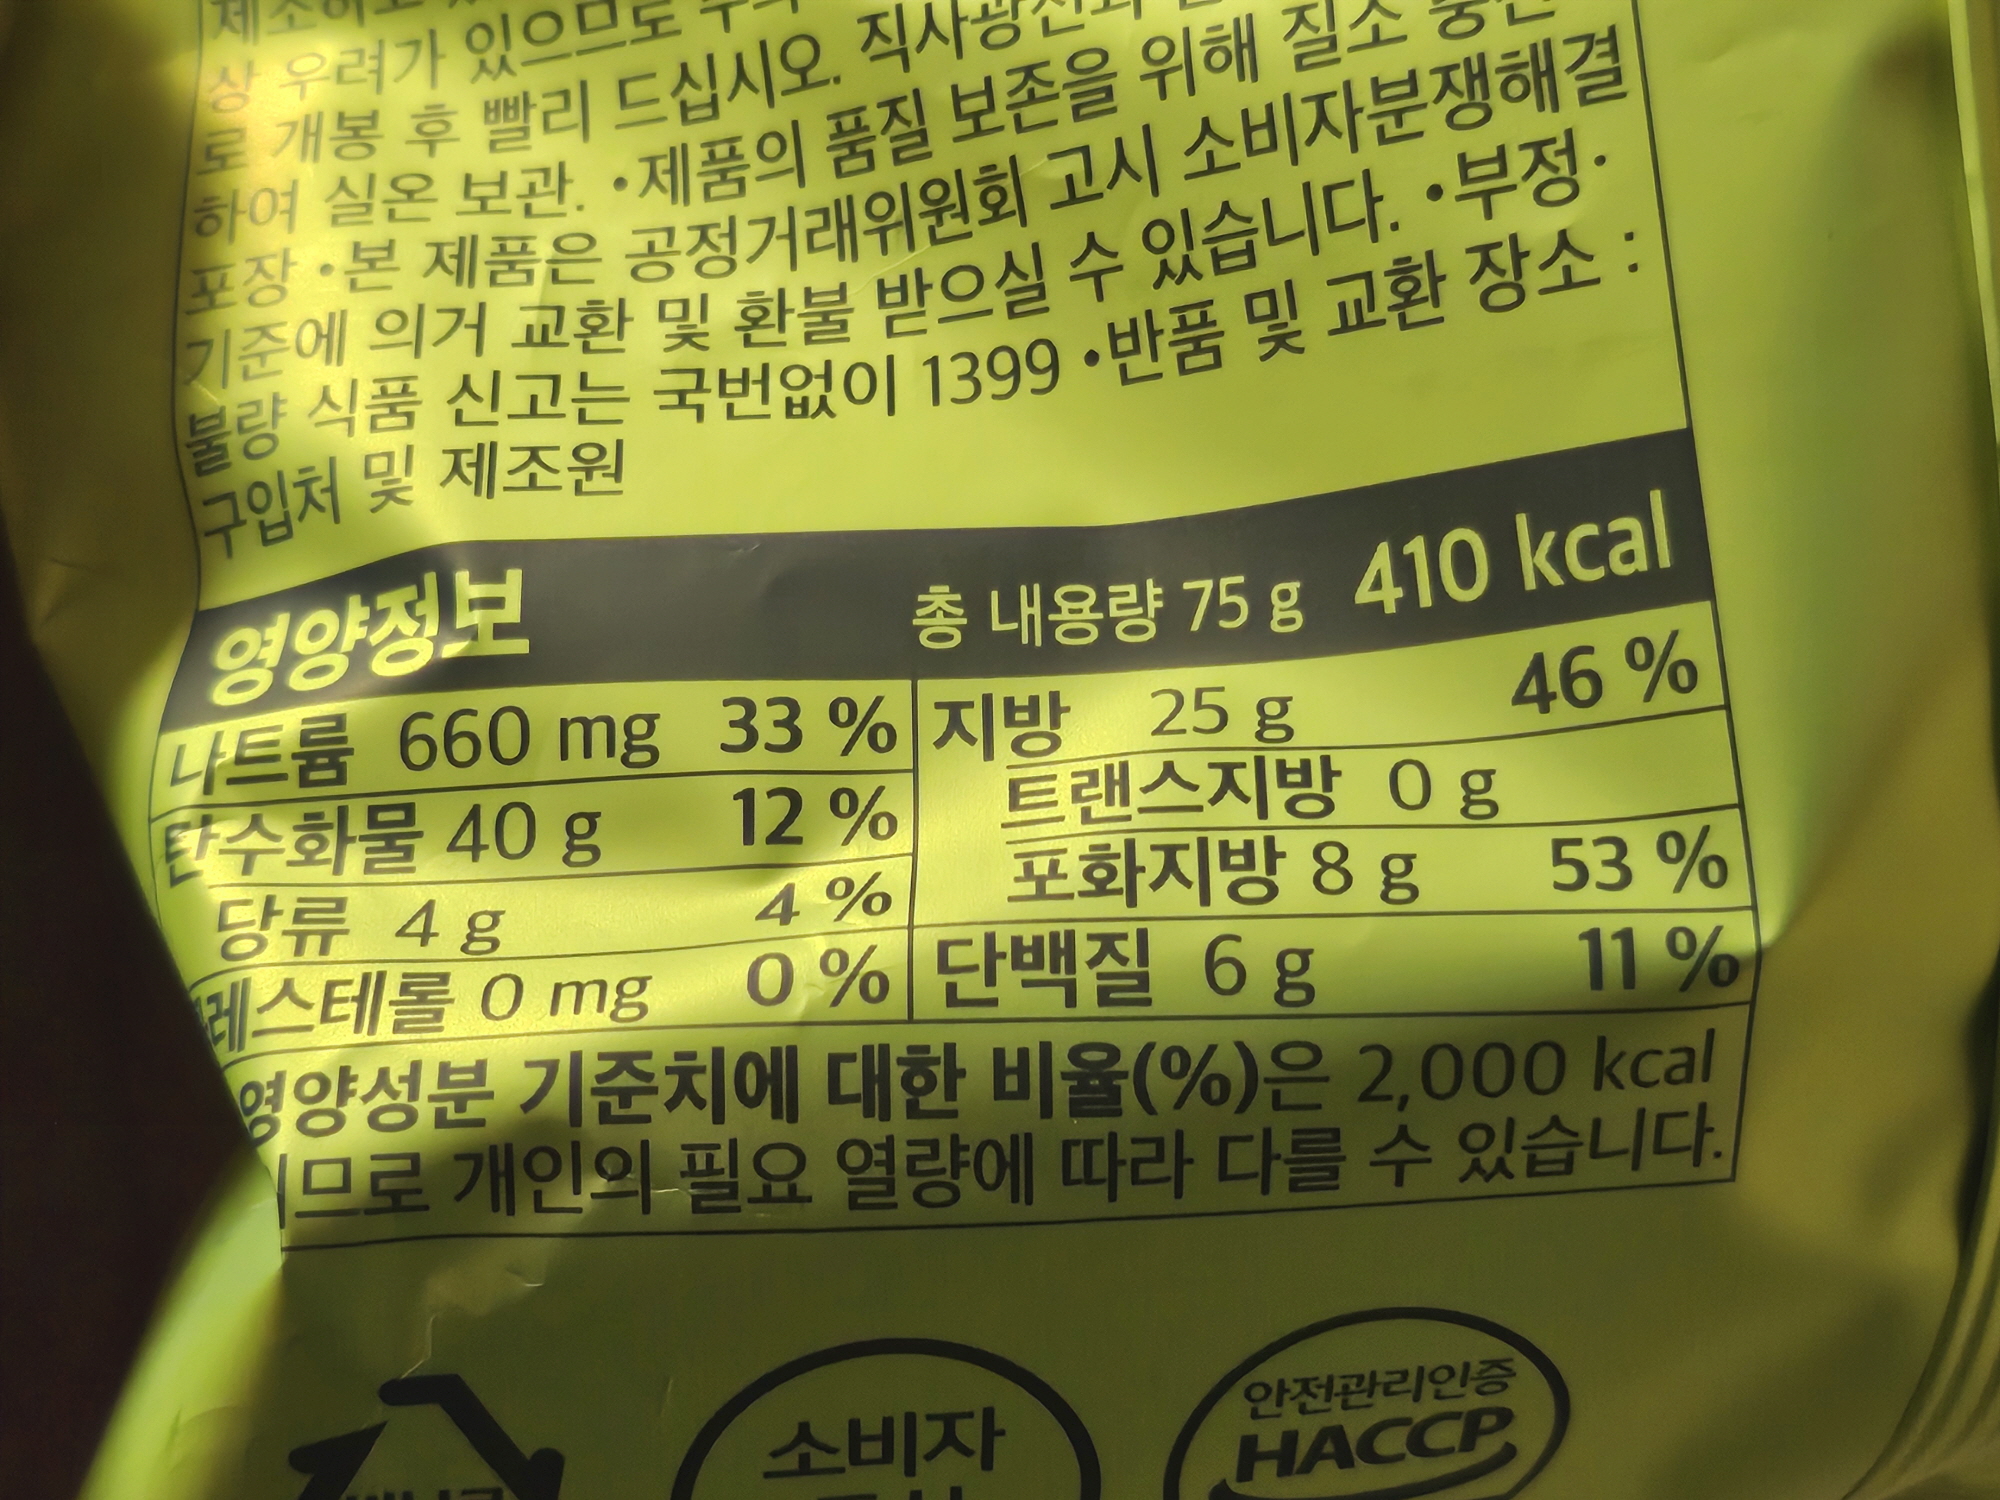 상 우려가 있으므로
로 개봉 후 빨리 드십시오. 직사광선과
하여 실온 보관. •제품의 품질 보존을 위해 질소 충전
포장 •본 제품은 공정거래위원회 고시 소비자분쟁해결
기준에 의거 교환 및 환불 받으실 수 있습니다. •부정·
불량 식품 신고는 국번없이 1399 •반품 및 교환 장소 :
구입처 및 제조원
영양정보 총 내용량 75 g 410 kcal
나트륨 660 mg 33 % 지방 25 g 46 %
탄수화물 40 g 12 % 트랜스지방 0 g
당류 4 g 4 % 포화지방 8 g 53 %
콜레스테롤 0 mg 0 % 단백질 6 g 11 %
영양성분 기준치에 대한 비율(%)은 2,000 kcal
이므로 개인의 필요 열량에 따라 다를 수 있습니다.
소비자
안전관리인증
HACCP